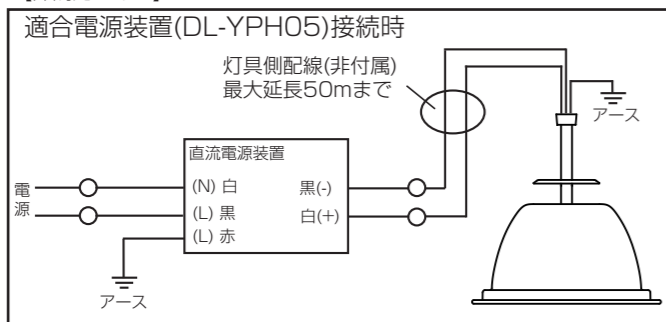 適合電源装置(DL-YPH05)接続時
灯具側配線(非付属)
最大延長50mまで
アース
直流電源装置
電源
(N) 白
黒(-)
(L) 黒
白(+)
(L) 赤
アース